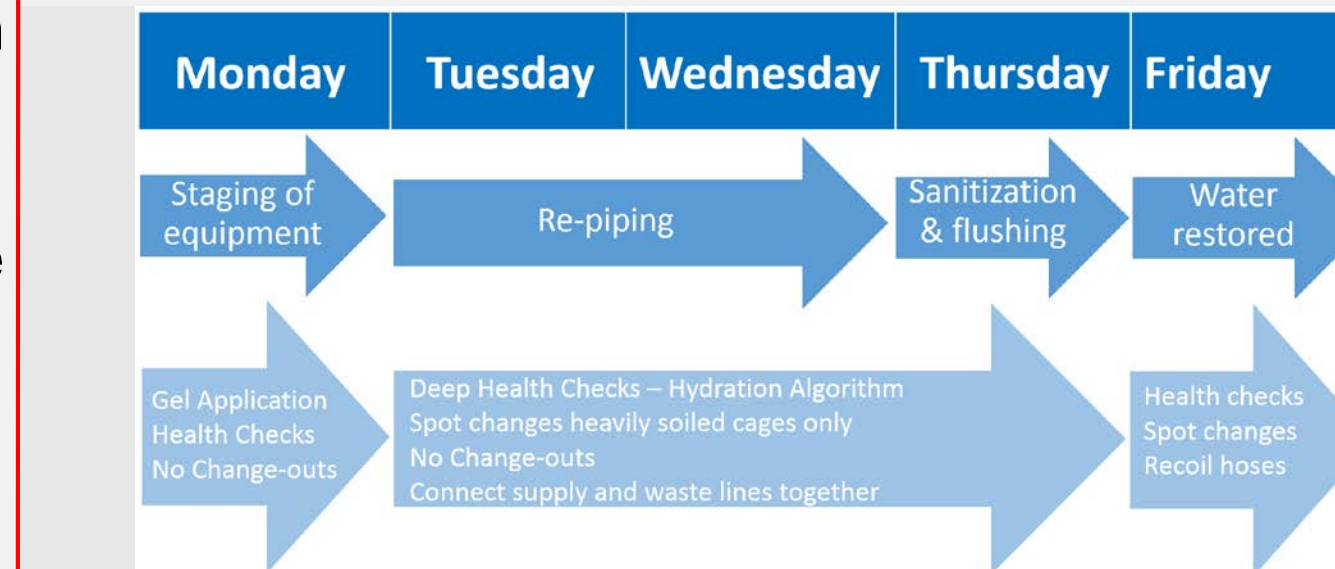 Monday Tuesday Wednesday Thursday Friday
Staging of
equipment
Re-piping
Sanitization
& flushing
Water
restored
Gel Application
Health Checks
No Change-outs
Deep Health Checks – Hydration Algorithm
Spot changes heavily soiled cages only
No Change-outs
Connect supply and waste lines together
Health checks
Spot changes
Recoil hoses